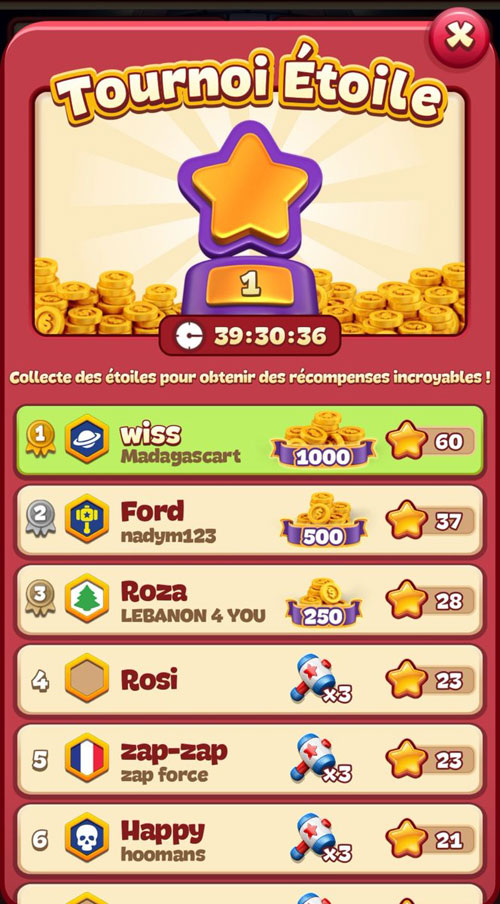 Tournoi Étoile
1
39:30:36
Collecte des étoiles pour obtenir des récompenses incroyables !
1 wiss 1000 60
Madagascart
2 Ford 500 37
nadym123
3 Roza 250 28
LEBANON 4 YOU
4 Rosi x3 23
5 zap-zap x3 23
zap force
6 Happy x3 21
hoomans